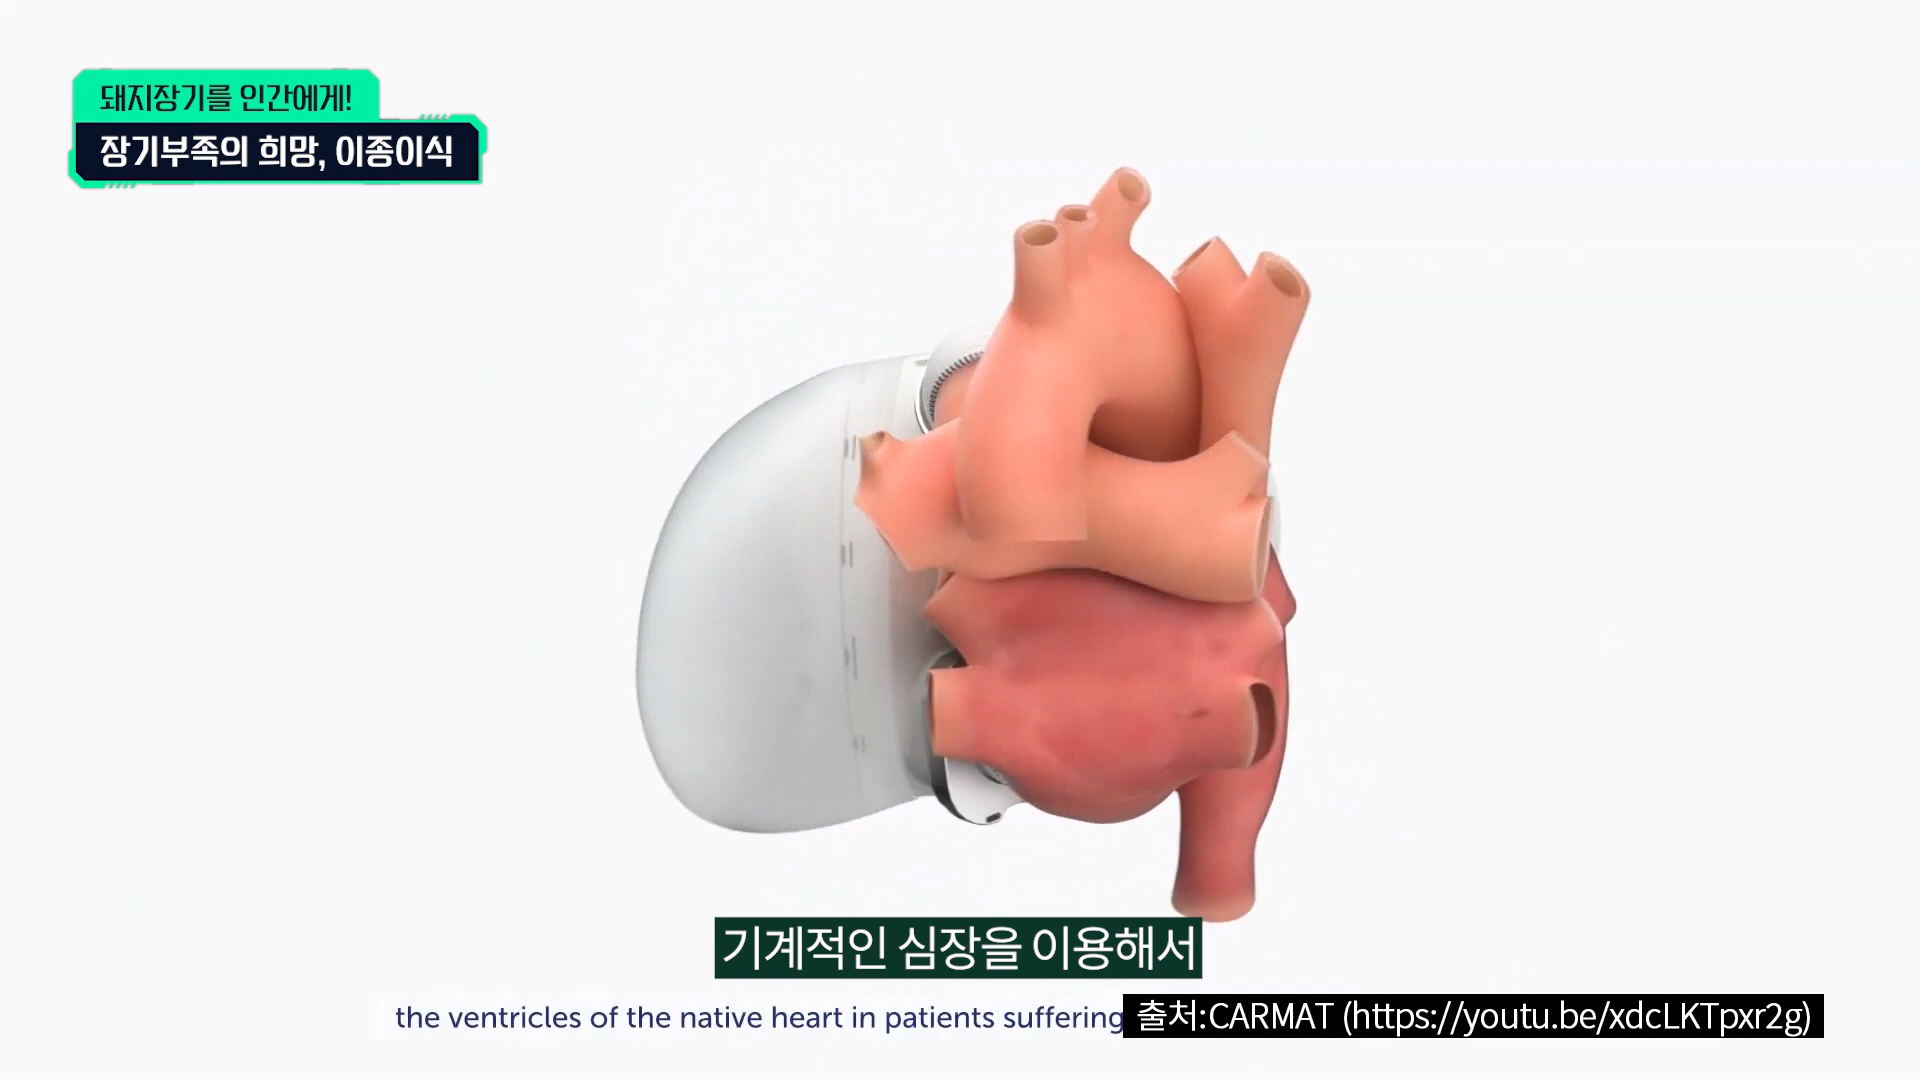 돼지장기를 인간에게!
장기부족의 희망, 이종이식
기계적인 심장을 이용해서
the ventricles of the native heart in patients suffering
출처:CARMAT (https://youtu.be/xdcLKTpxr2g)